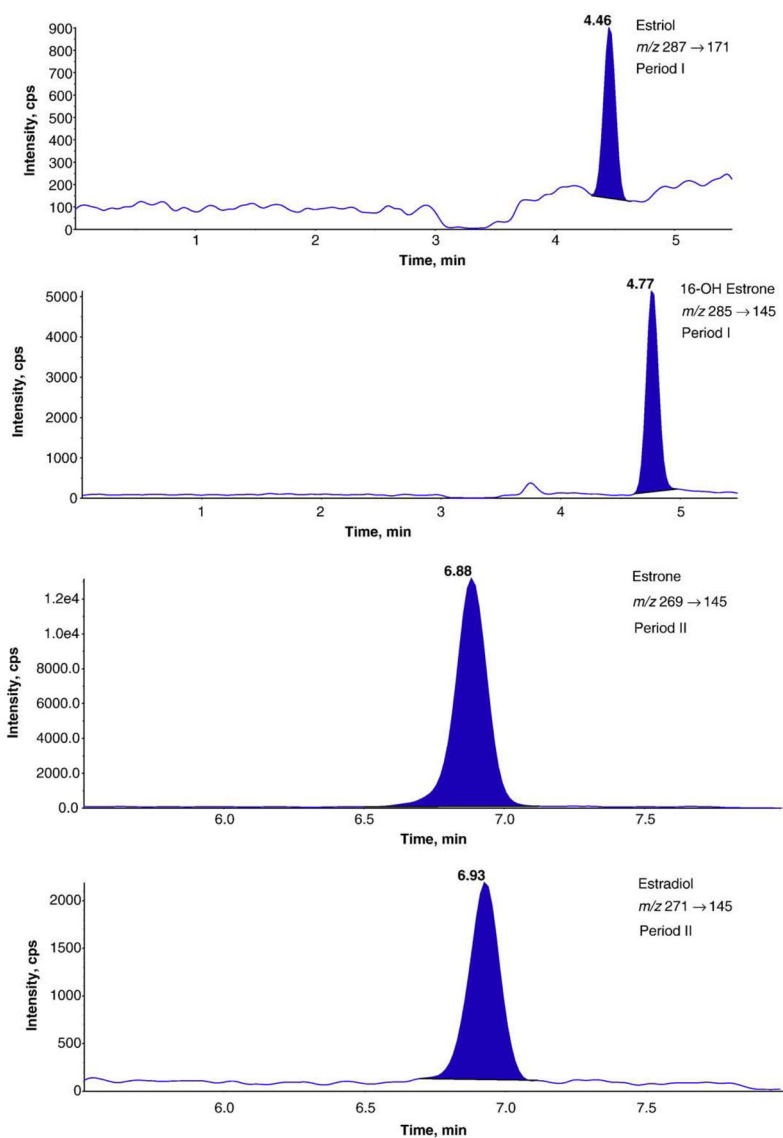 4.46
Estriol
m/z 287 → 171
Period I
900
800
700
600
500
400
300
200
100
0
Intensity, cps
1 2 3 4 5
Time, min
4.77
16-OH Estrone
m/z 285 → 145
Period I
5000
4000
3000
2000
1000
0
Intensity, cps
1 2 3 4 5
Time, min
6.88
Estrone
m/z 269 → 145
Period II
1.2e4
1.0e4
8000.0
6000.0
4000.0
2000.0
0.0
Intensity, cps
6.0 6.5 7.0 7.5
Time, min
6.93
Estradiol
m/z 271 → 145
Period II
2000
1500
1000
500
0
Intensity, cps
6.0 6.5 7.0 7.5
Time, min